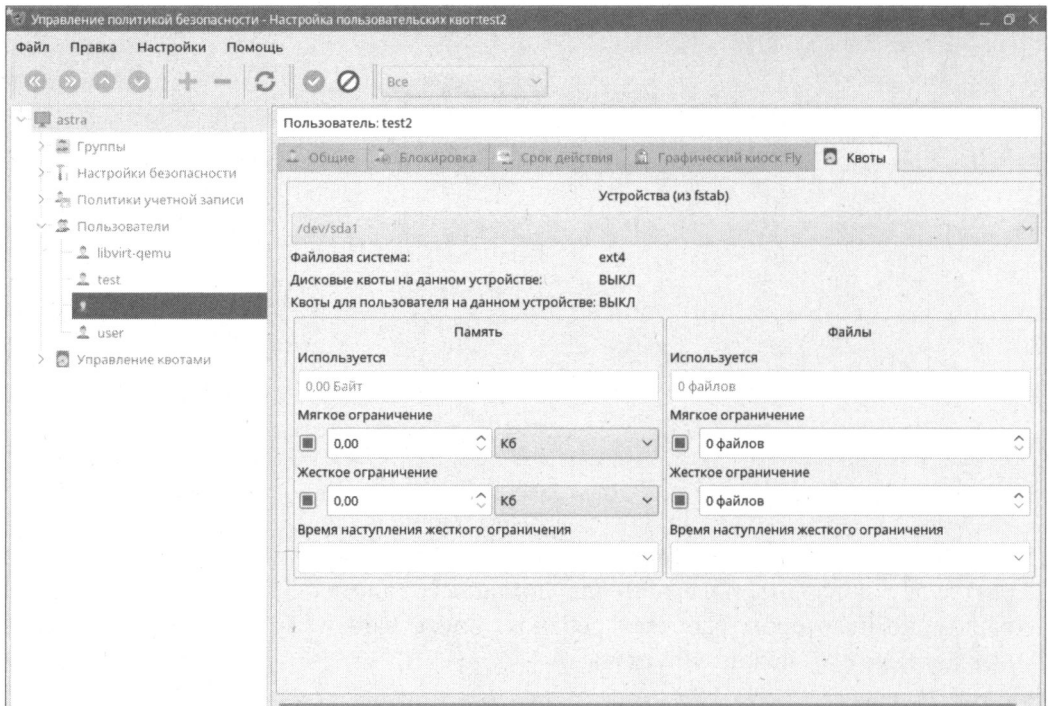 Управление политикой безопасности - Настройка пользовательских квот:test2
Файл Правка Настройки Помощь
Все
astra
Группы
Настройки безопасности
Политики учетной записи
Пользователи
libvirt-qemu
test
user
Управление квотами
Пользователь: test2
Общие Блокировка Срок действия Графический киоск Fly Квоты
Устройства (из fstab)
/dev/sda1
Файловая система: ext4
Дисковые квоты на данном устройстве: ВЫКЛ
Квоты для пользователя на данном устройстве: ВЫКЛ
Память
Используется
0,00 Байт
Мягкое ограничение
0,00 Кб
Жесткое ограничение
0,00 Кб
Время наступления жесткого ограничения
Файлы
Используется
0 файлов
Мягкое ограничение
0 файлов
Жесткое ограничение
0 файлов
Время наступления жесткого ограничения